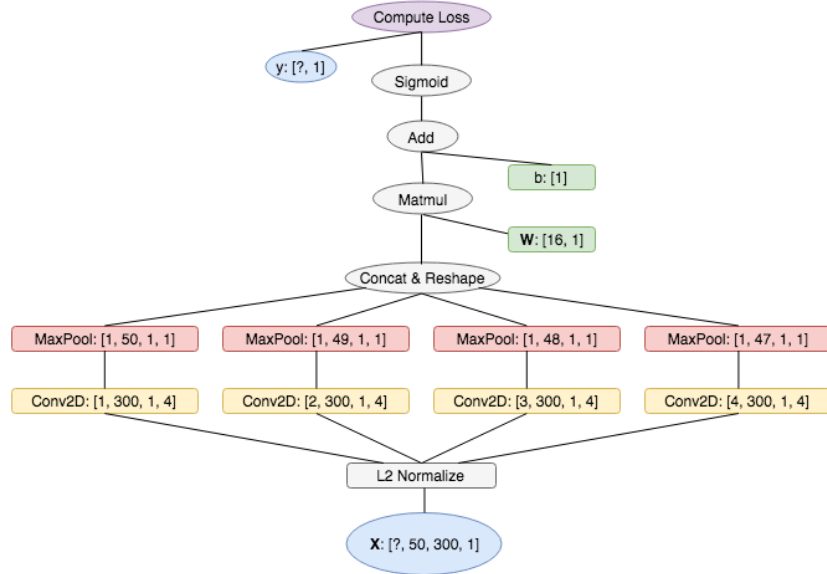 Compute Loss
y: [?, 1]
Sigmoid
Add
b: [1]
Matmul
W: [16, 1]
Concat & Reshape
MaxPool: [1, 50, 1, 1]
MaxPool: [1, 49, 1, 1]
MaxPool: [1, 48, 1, 1]
MaxPool: [1, 47, 1, 1]
Conv2D: [1, 300, 1, 4]
Conv2D: [2, 300, 1, 4]
Conv2D: [3, 300, 1, 4]
Conv2D: [4, 300, 1, 4]
L2 Normalize
X: [?, 50, 300, 1]